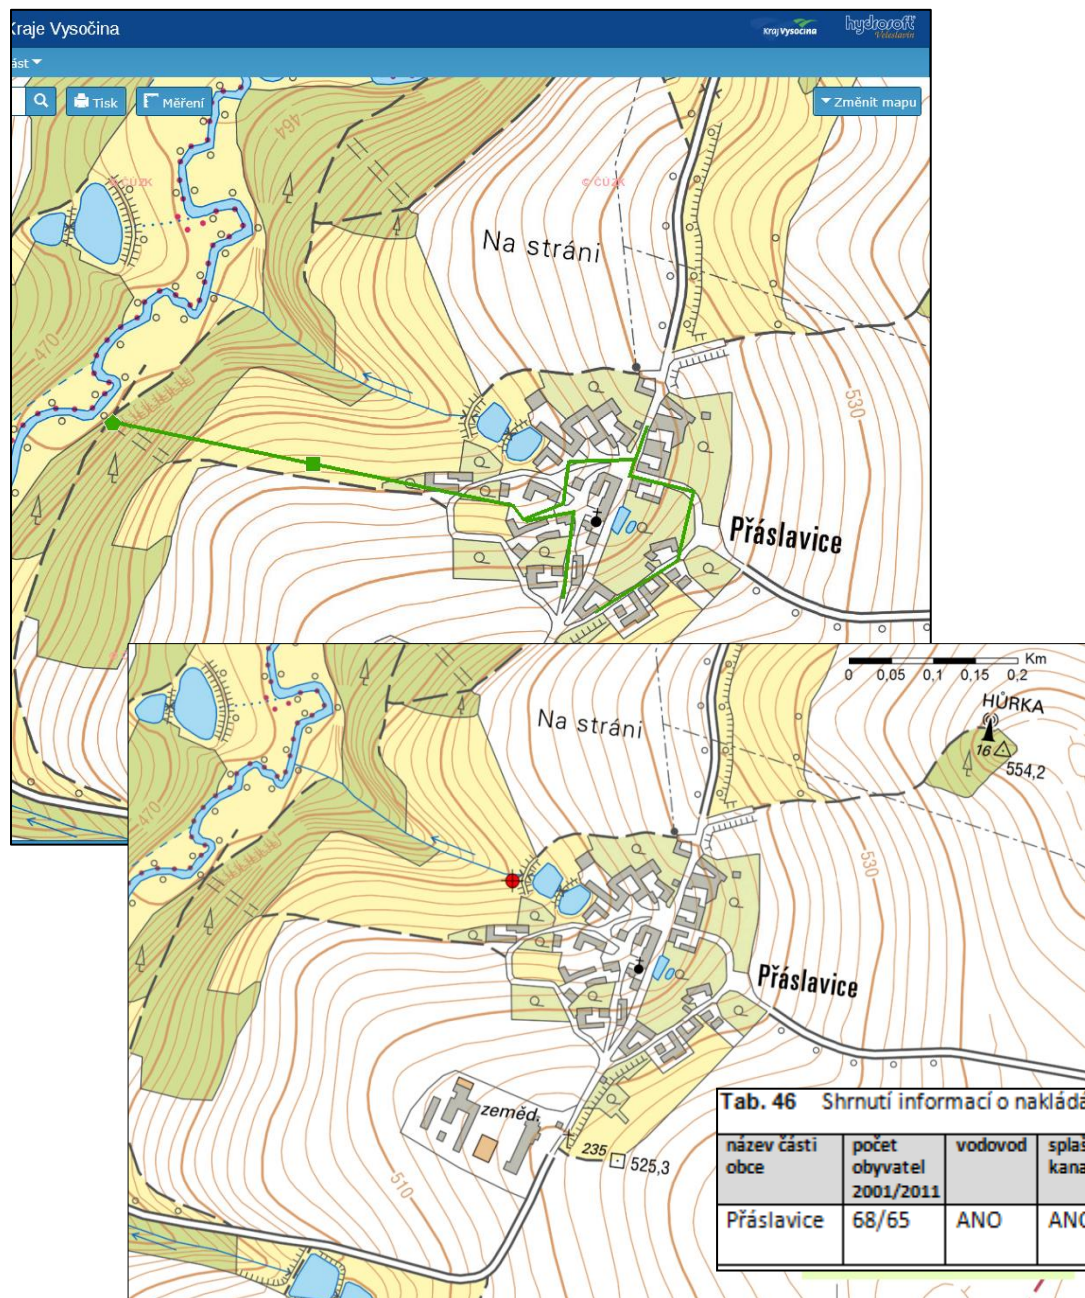 Kraje Vysočina
Kraj Vysočina
hydrosoft
Veleslavín
ást
Tisk
Měření
Změnit mapu
464
© ČÚZK
© ČÚZK
Na stráni
470
530
Přáslavice
Km
0 0,05 0,1 0,15 0,2
HŮRKA
16
554,2
Na stráni
470
530
Přáslavice
zeměd.
235
525,3
510
Tab. 46 Shrnutí informací o nakládá
název části obce
počet obyvatel 2001/2011
vodovod
splaš
kana
Přáslavice 68/65 ANO ANO